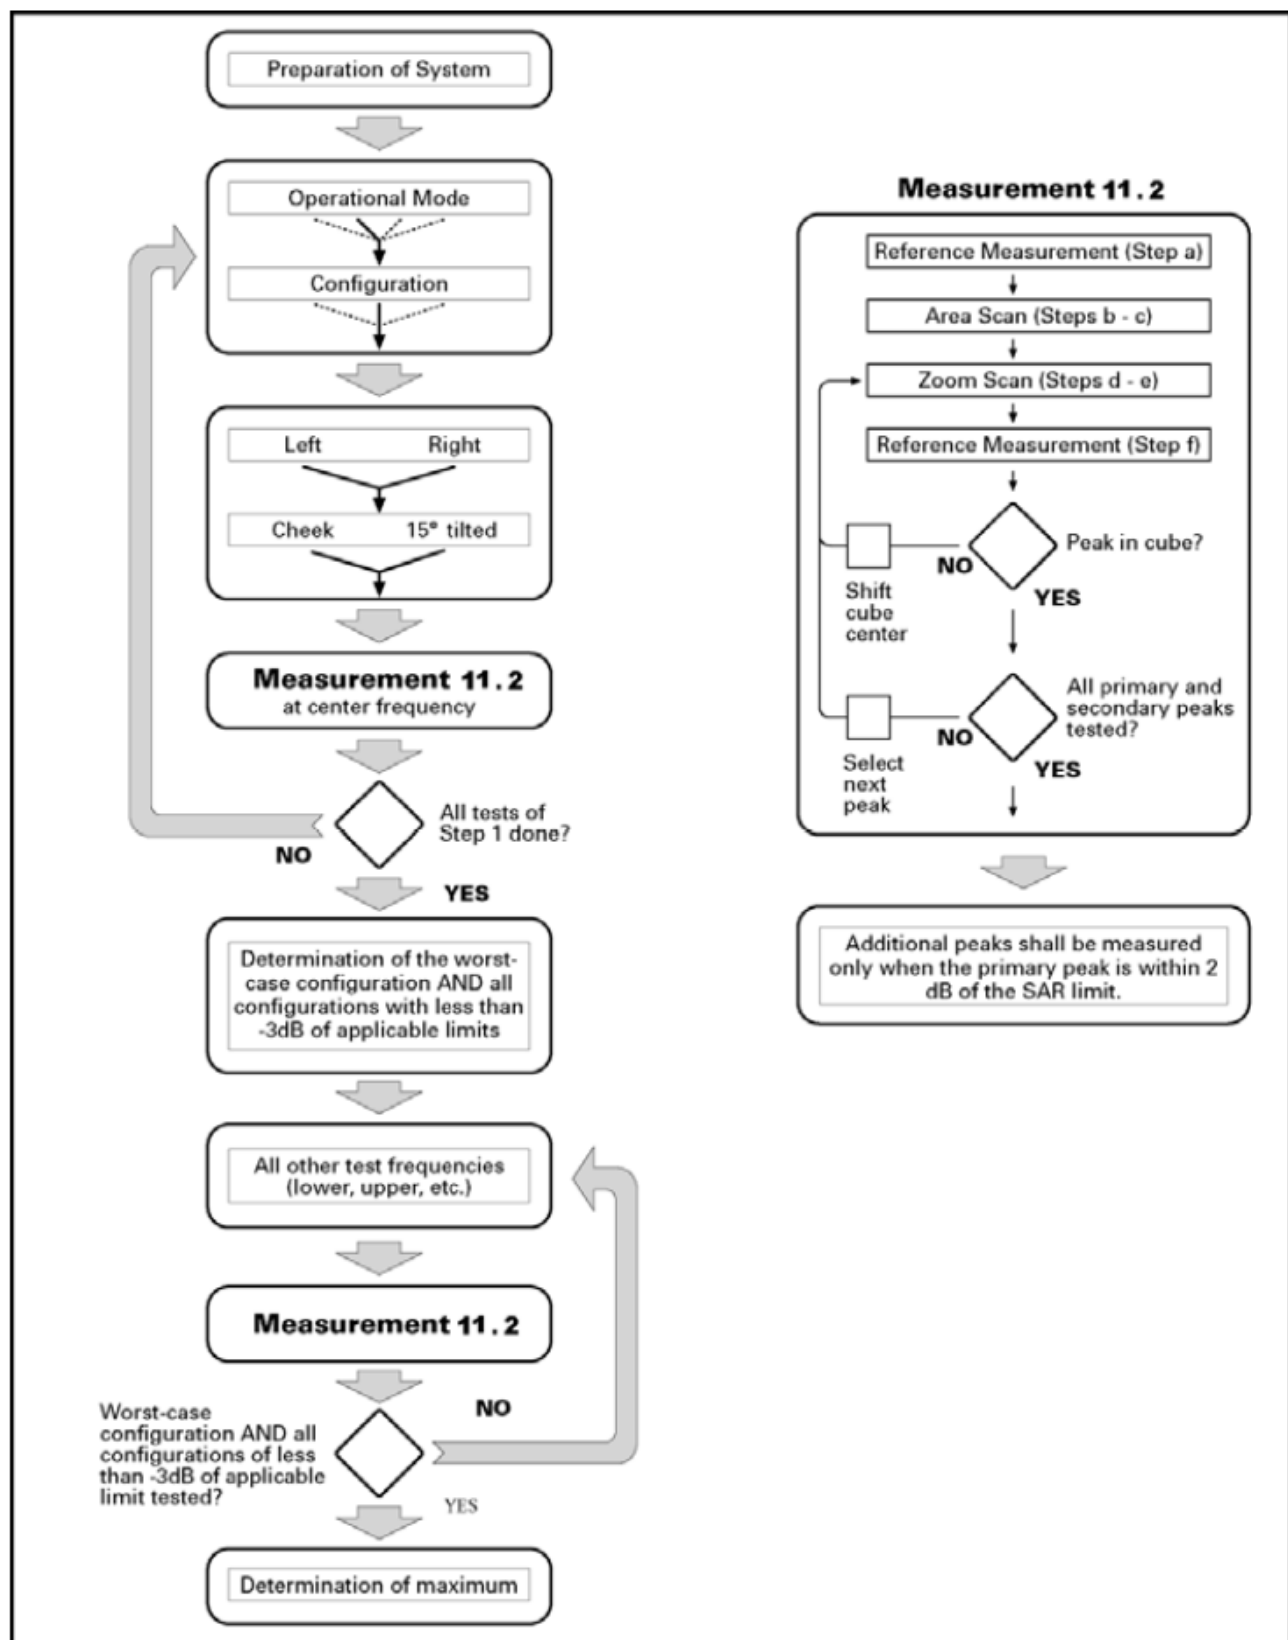 Preparation of System
Operational Mode
Configuration
Left Right
Cheek 15° tilted
Measurement 11.2
at center frequency
All tests of
Step 1 done?
NO
YES
Determination of the worst-
case configuration AND all
configurations with less than
-3dB of applicable limits
All other test frequencies
(lower, upper, etc.)
Measurement 11.2
NO
Worst-case
configuration AND all
configurations of less
than -3dB of applicable
limit tested?
YES
Determination of maximum
Measurement 11.2
Reference Measurement (Step a)
Area Scan (Steps b - c)
Zoom Scan (Steps d - e)
Reference Measurement (Step f)
Peak in cube?
NO
YES
Shift
cube
center
All primary and
secondary peaks
tested?
NO
YES
Select
next
peak
Additional peaks shall be measured
only when the primary peak is within 2
dB of the SAR limit.